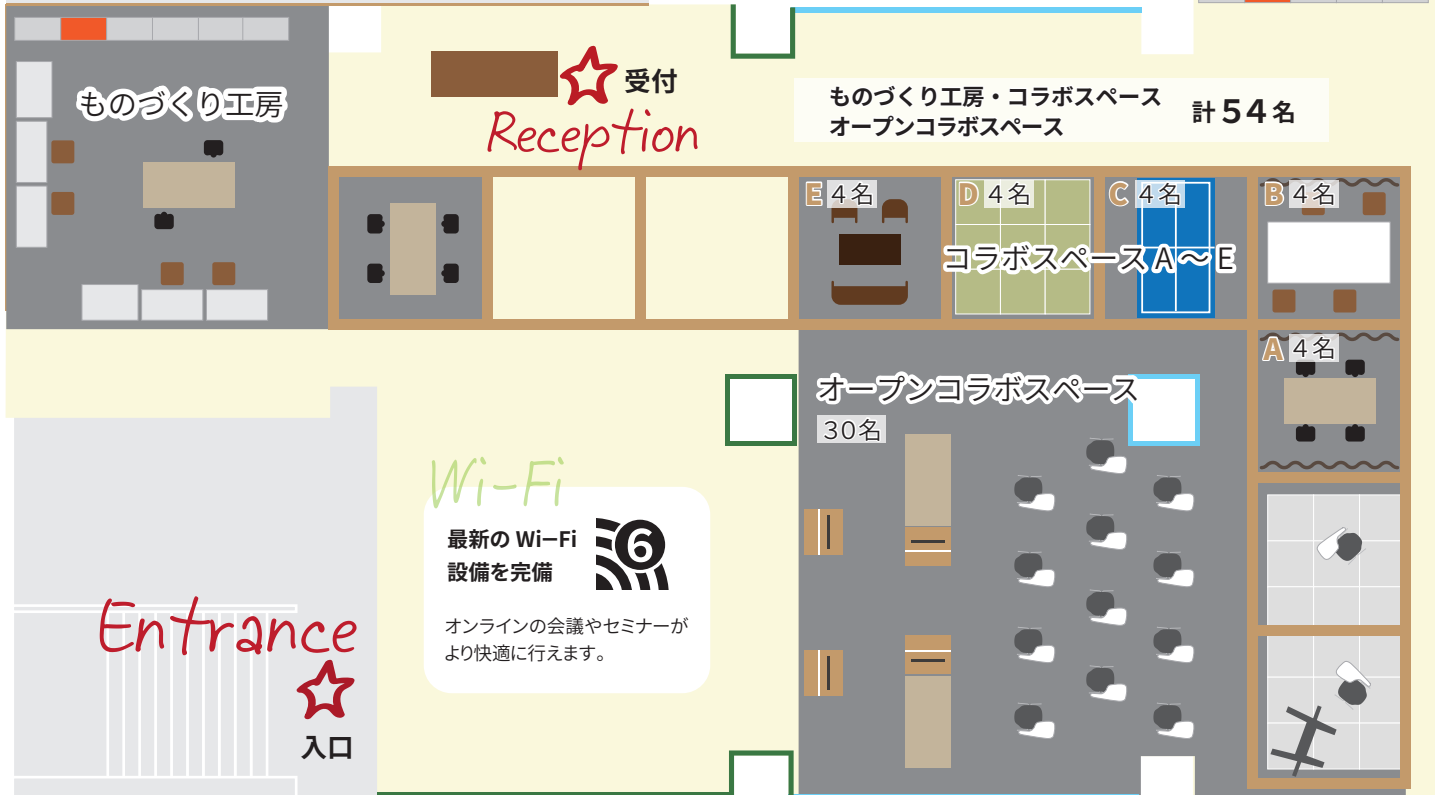 ものづくり工房
受付
Reception
ものづくり工房・コラボスペース
オープンコラボスペース
計54名
E 4名
D 4名
C 4名
B 4名
コラボスペースA〜E
A 4名
オープンコラボスペース
30名
Wi-Fi
最新の Wi-Fi
設備を完備
6
オンラインの会議やセミナーが
より快適に行えます。
Entrance
入口